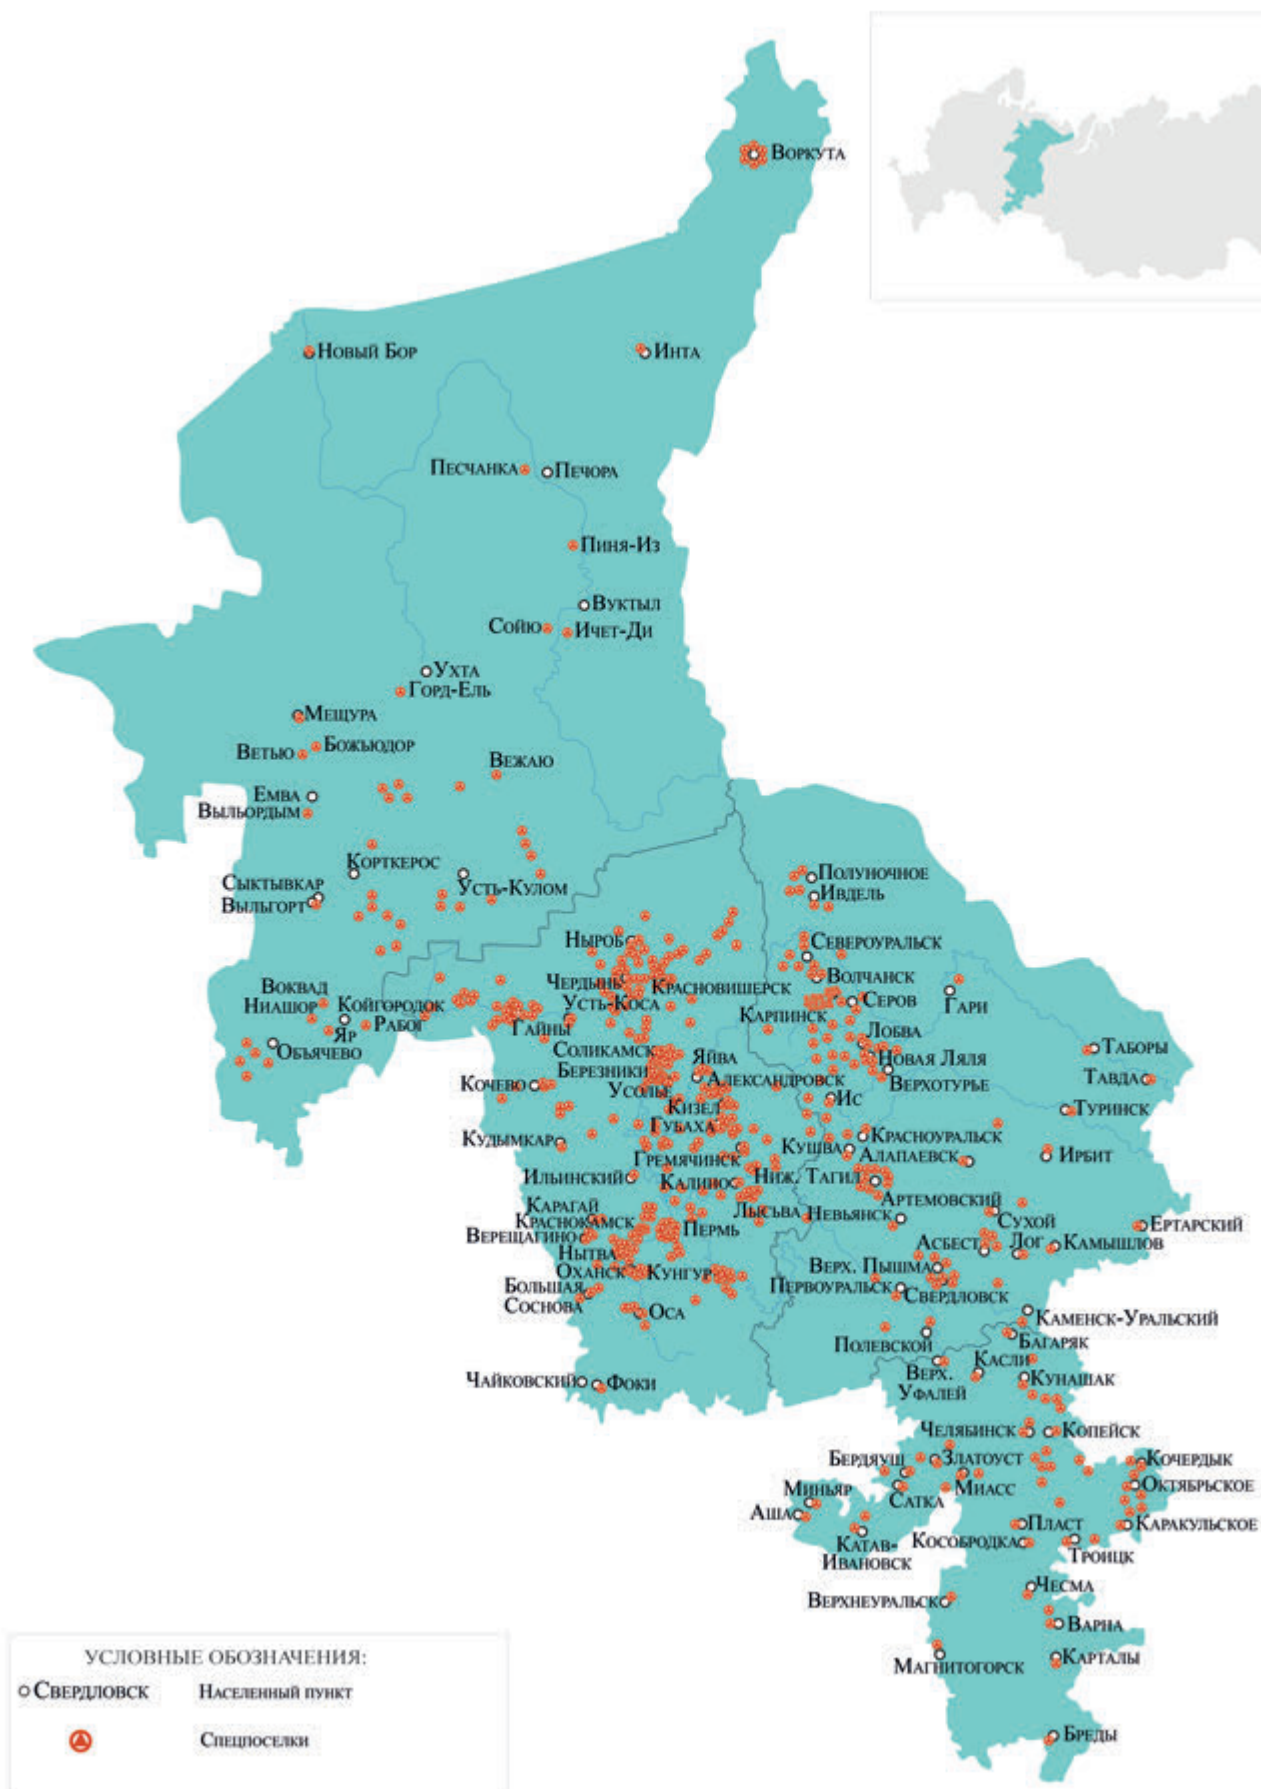 Воркута
Новый Бор
Инта
Песчанка
Печора
Пиня-Из
Вуктыл
Сойю
Ичет-Ди
Ухта
Горд-Ель
Мещура
Божъюдор
Ветью
Вежаю
Емва
Выльордым
Корткерос
Усть-Кулом
Сыктывкар
Выльгорт
Полуночное
Ивдель
Ныроб
Североуральск
Чердынь
Красновишерск
Волчанск
Воквад
Ниашор
Койгородок
Усть-Коса
Серов
Гари
Рабог
Гайны
Карпинск
Яр
Объячево
Лобва
Соликамск
Яйва
Новая Ляля
Таборы
Березники
Александровск
Верхотурье
Тавда
Кочево
Усолье
Ис
Кизел
Туринск
Губаха
Кудымкар
Кушва
Красноуральск
Гремячинск
Алапаевск
Ирбит
Ильинский
Калино
Ниж. Тагил
Артемовский
Карагай
Лысьва
Невьянск
Сухой
Лог
Ертарский
Краснокамск
Пермь
Верещагино
Асбест
Камышлов
Нытва
Верх. Пышма
Оханск
Кунгур
Первоуральск
Свердловск
Большая
Соснова
Оса
Каменск-Уральский
Полевской
Багаряк
Касли
Чайковский
Фоки
Верх.
Уфалей
Кунашак
Челябинск
Копейск
Бердяуш
Златоуст
Кочердык
Миньяр
Сатка
Миасс
Октябрьское
Аша
Пласт
Каракульское
Катав-
Ивановск
Кособродка
Троицк
Чесма
Верхнеуральск
Варна
Магнитогорск
Карталы
Бреды
УСЛОВНЫЕ ОБОЗНАЧЕНИЯ:
Свердловск Населенный пункт
Спецпоселки